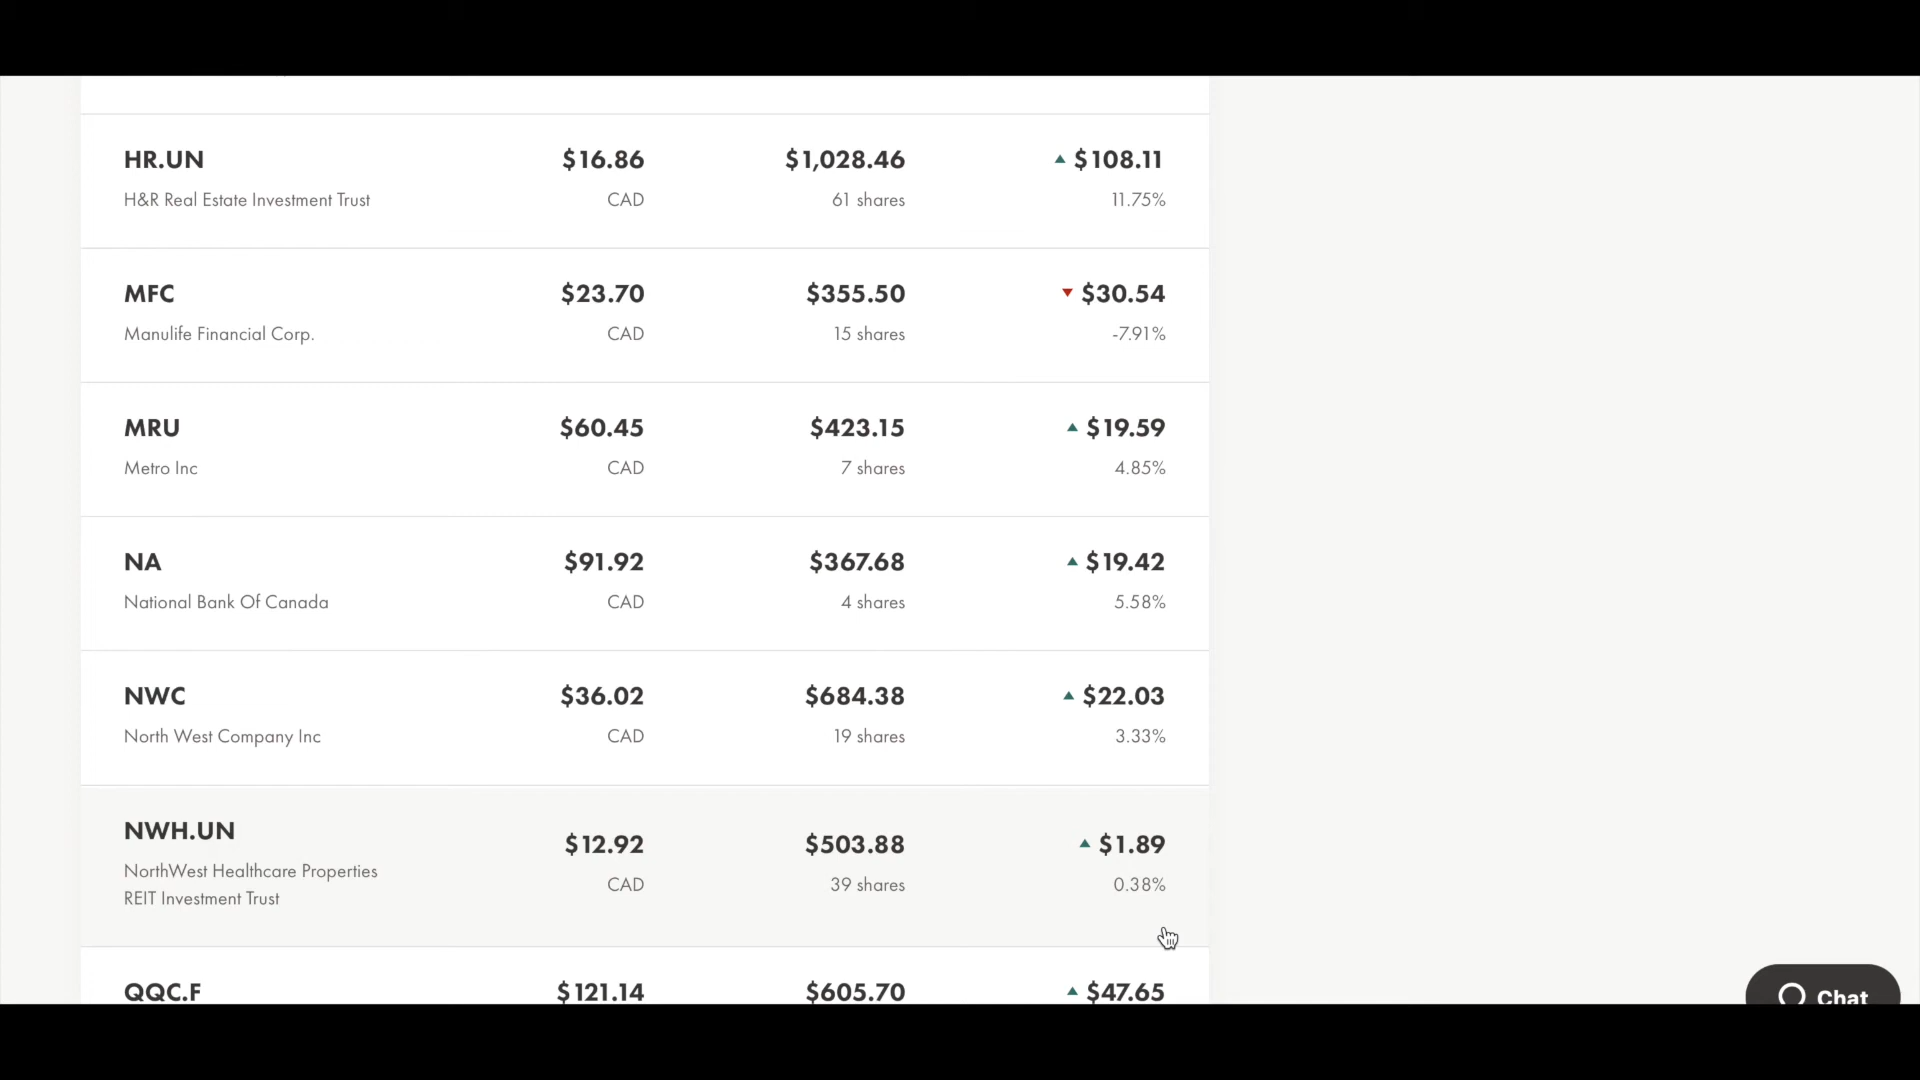 HR.UN $16.86 $1,028.46 ▲ $108.11
H&R Real Estate Investment Trust CAD 61 shares 11.75%
MFC $23.70 $355.50 ▼ $30.54
Manulife Financial Corp. CAD 15 shares -7.91%
MRU $60.45 $423.15 ▲ $19.59
Metro Inc CAD 7 shares 4.85%
NA $91.92 $367.68 ▲ $19.42
National Bank Of Canada CAD 4 shares 5.58%
NWC $36.02 $684.38 ▲ $22.03
North West Company Inc CAD 19 shares 3.33%
NWH.UN $12.92 $503.88 ▲ $1.89
NorthWest Healthcare Properties CAD 39 shares 0.38%
REIT Investment Trust
QQC.F $121.14 $605.70 ▲ $47.65
Chat